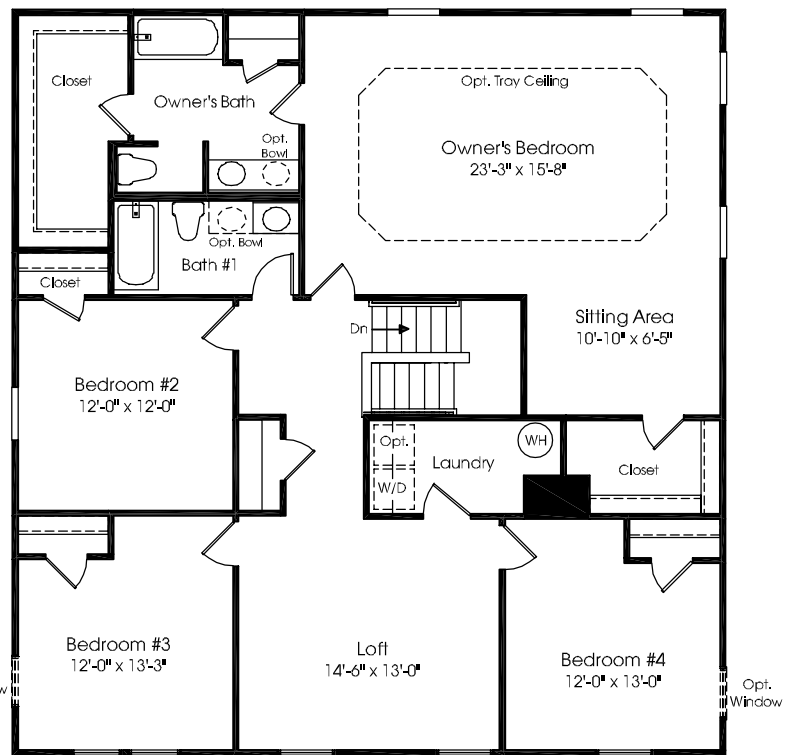 Closet
Owner's Bath
Opt.
Bowl
Opt. Tray Ceiling
Owner's Bedroom
23'-3" x 15'-8"
Opt. Bowl
Bath #1
Closet
Dn
Sitting Area
10'-10" x 6'-5"
Bedroom #2
12'-0" x 12'-0"
Opt.
W/D
Laundry
WH
Closet
Bedroom #3
12'-0" x 13'-3"
Loft
14'-6" x 13'-0"
Bedroom #4
12'-0" x 13'-0"
Opt.
Window